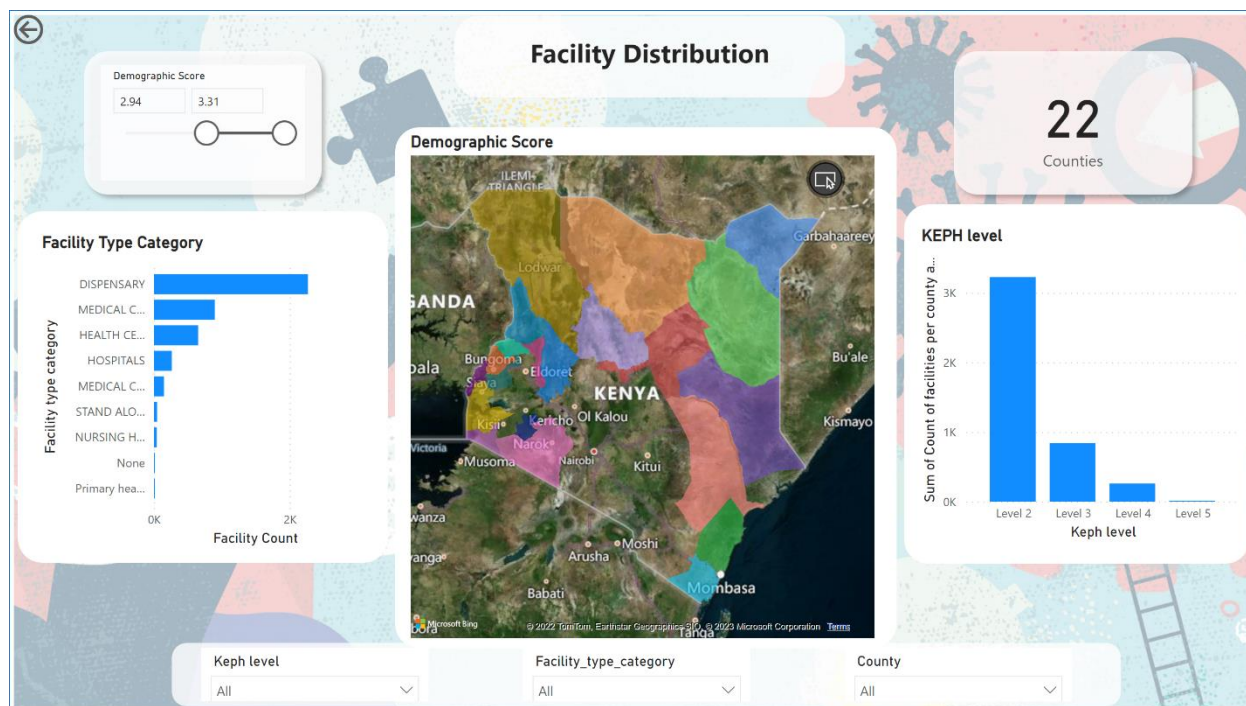 Facility Distribution
Demographic Score
2.94
3.31
22
Counties
Facility Type Category
Facility type category
DISPENSARY
MEDICAL C...
HEALTH CE...
HOSPITALS
MEDICAL C...
STAND ALO...
NURSING H...
None
Primary hea...
0K
2K
Facility Count
Demographic Score
ILEMI
TRIANGLE
Lodwar
Garbahaareey
GANDA
pala
Bungoma
Siaya
Eldoret
KENYA
Bu'ale
Kismayo
Kisii
Kericho
Ol Kalou
Narok
Nairobi
Kitui
Victoria
Musoma
wanza
Arusha
Moshi
anga
Babati
Mombasa
bora
Tanga
Microsoft Bing
© 2022 TomTom, Earthstar Geographics SIO, © 2023 Microsoft Corporation Terms
KEPH level
Sum of Count of facilities per county a...
3K
2K
1K
0K
Level 2
Level 3
Level 4
Level 5
Keph level
Keph level
All
Facility_type_category
All
County
All